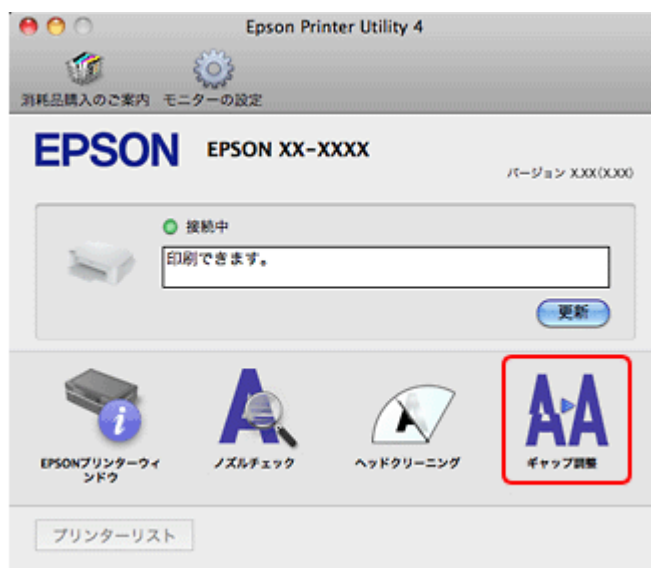 Epson Printer Utility 4
消耗品購入のご案内 モニターの設定
EPSON EPSON XX-XXXX
バージョン X.XX(X.XX)
接続中
印刷できます。
更新
EPSONプリンターウィ
ンドウ
ノズルチェック
ヘッドクリーニング
ギャップ調整
プリンターリスト